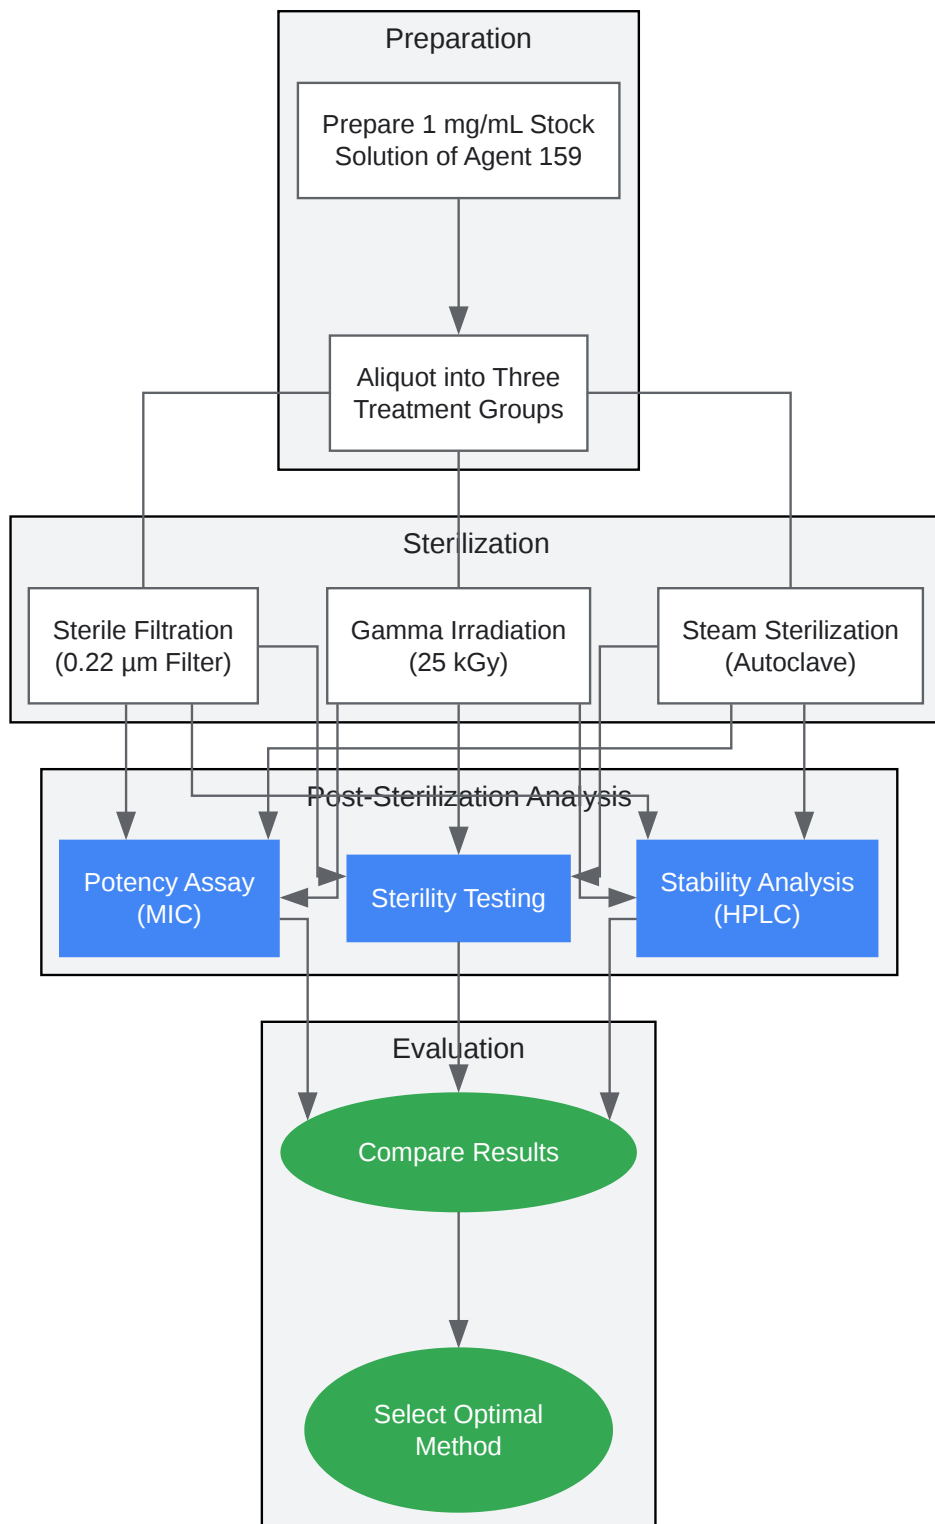 Preparation
Prepare 1 mg/mL Stock
Solution of Agent 159
Aliquot into Three
Treatment Groups
Sterilization
Sterile Filtration
(0.22 µm Filter)
Gamma Irradiation
(25 kGy)
Steam Sterilization
(Autoclave)
Post-Sterilization Analysis
Potency Assay
(MIC)
Sterility Testing
Stability Analysis
(HPLC)
Evaluation
Compare Results
Select Optimal
Method